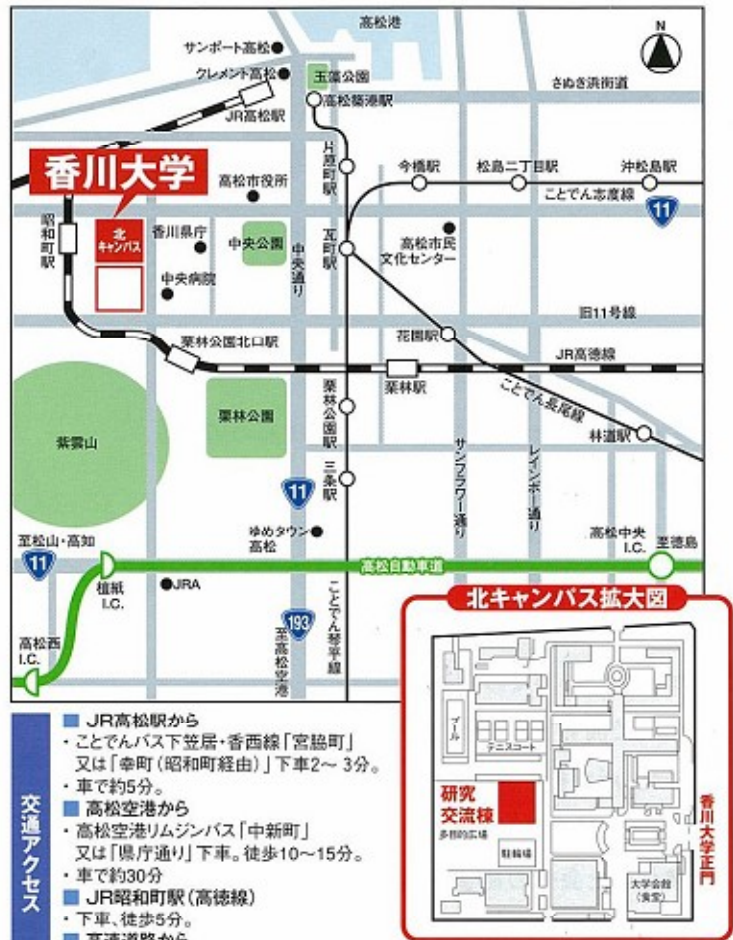 高松港
N
サンポート高松
クレメント高松
玉藻公園
さぬき浜街道
高松築港駅
JR高松駅
片原町駅
今橋駅
松島二丁目駅
沖松島駅
ことでん志度線
11
香川大学
高松市役所
昭和町駅
北
キャンパス
香川県庁
中央公園
中央通り
瓦町駅
高松市民
文化センター
中央病院
旧11号線
花園駅
栗林公園北口駅
JR高徳線
栗林駅
ことでん長尾線
栗林公園
栗林公園駅
紫雲山
林道駅
サンフラワー通り
レインボー通り
三条駅
11
ゆめタウン
高松
高松中央
I.C.
至徳島
至松山・高知
11
高松自動車道
檀紙
I.C.
JRA
ことでん琴平線
193
至高松空港
高松西
I.C.
北キャンパス拡大図
プール
テニスコート
研究
交流棟
多目的広場
駐輪場
大学会館
(食堂)
香川大学正門
交通アクセス
JR高松駅から
・ことでんバス下笠居・香西線「宮脇町」
又は「幸町(昭和町経由)」下車2〜3分。
・車で約5分。
高松空港から
・高松空港リムジンバス「中新町」
又は「県庁通り」下車。徒歩10〜15分。
・車で約30分
JR昭和町駅(高徳線)
・下車、徒歩5分。
高速道路から